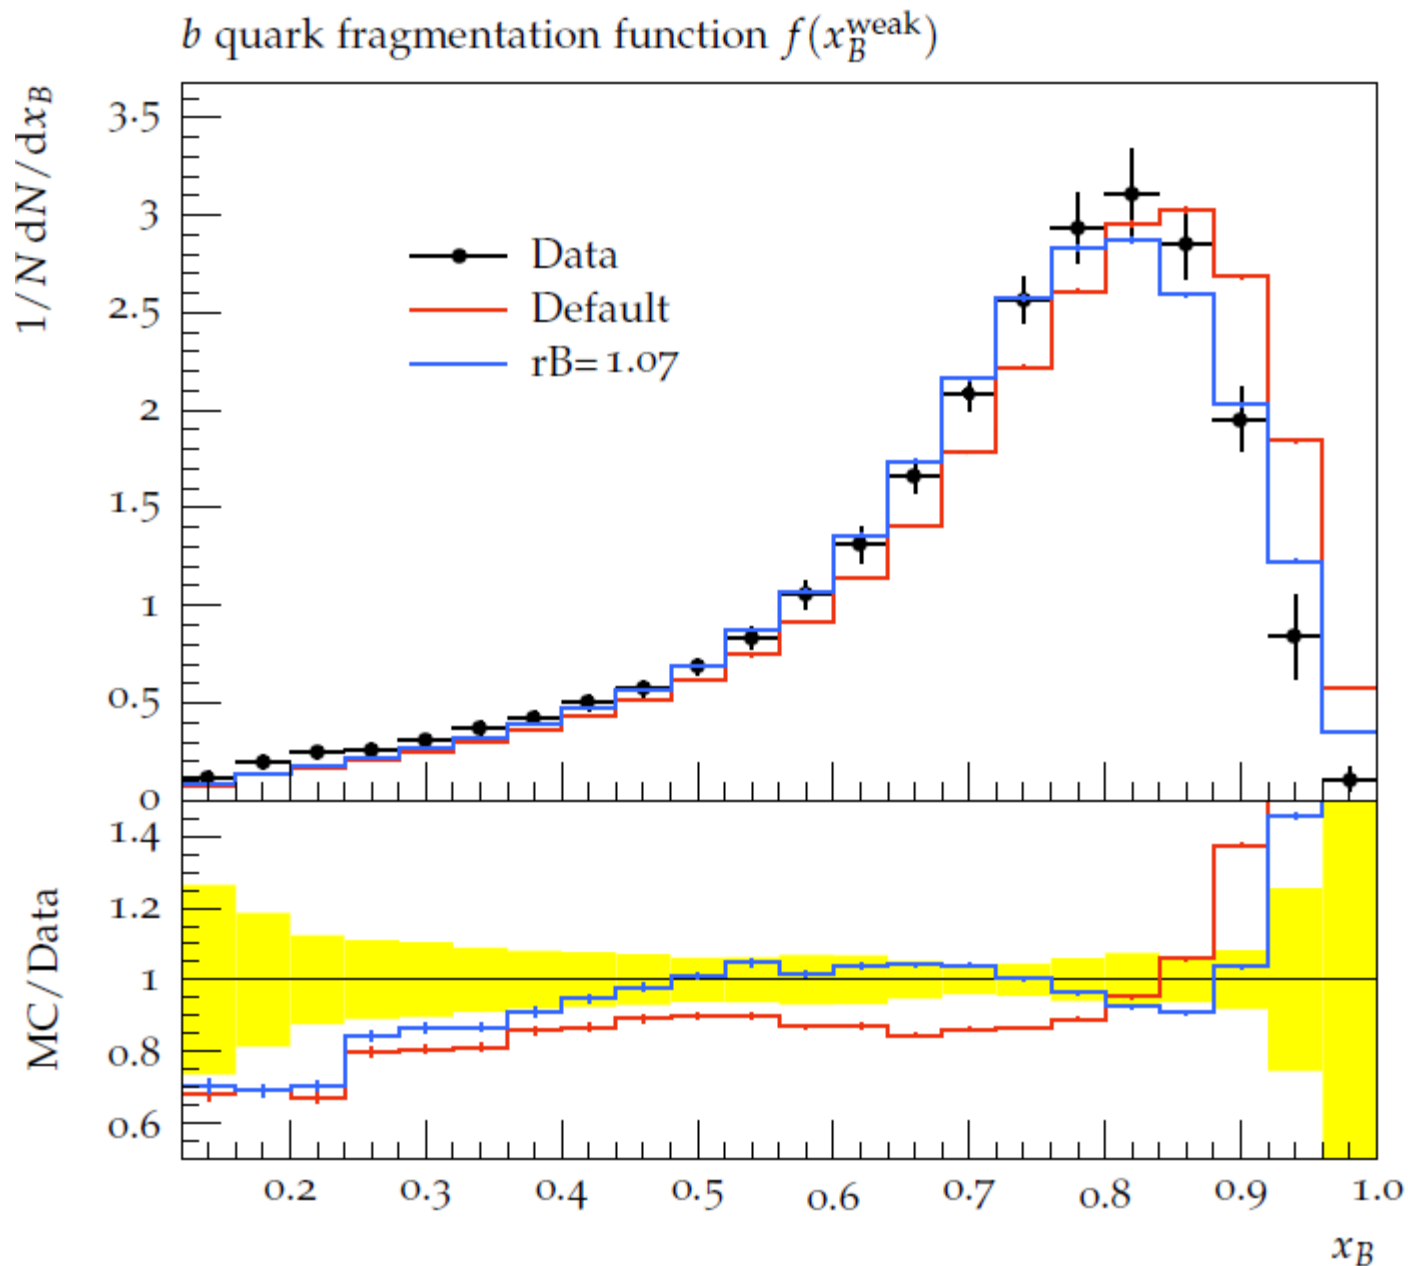 b quark fragmentation function f(x_B^weak)
1/N dN/dx_B
3.5
3
2.5
2
1.5
1
0.5
0
Data
Default
rB= 1.07
MC/Data
1.4
1.2
1
0.8
0.6
0.2 0.3 0.4 0.5 0.6 0.7 0.8 0.9 1.0
x_B